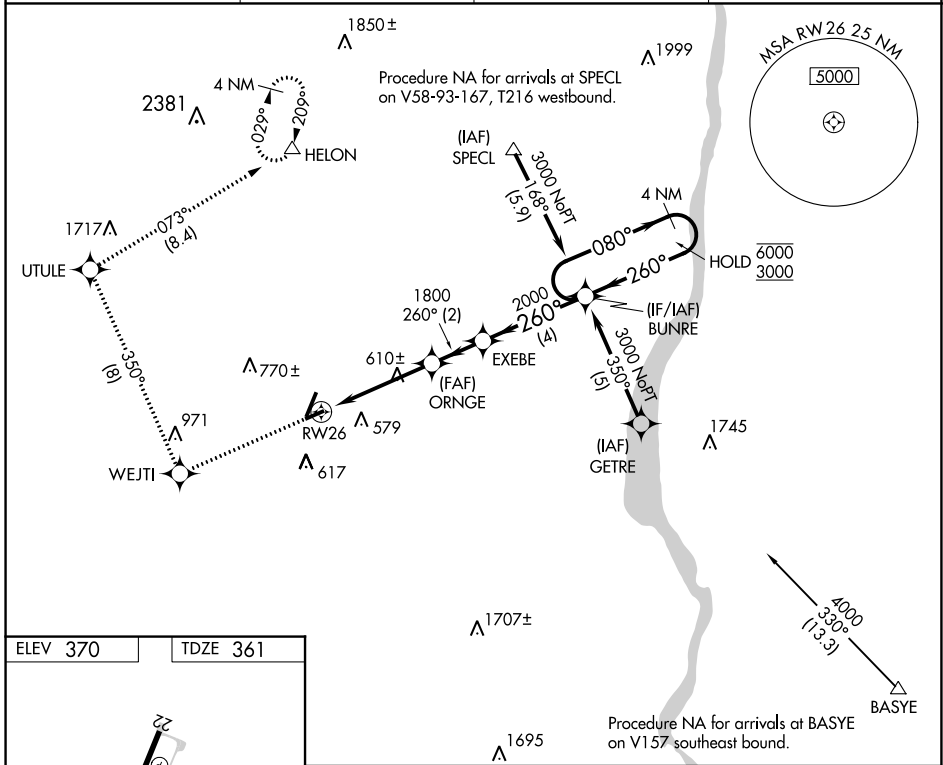 1850±
1999
MSA RW26 25 NM
5000
Procedure NA for arrivals at SPECL
on V58-93-167, T216 westbound.
4 NM
2381
029°
209°
HELON
(IAF)
SPECL
3000 NoPT
168°
(5.9)
4 NM
080°
260°
HOLD
6000
3000
1717
073°
(8.4)
UTULE
1800
260° (2)
2000
260°
(4)
(IF/IAF)
BUNRE
EXEBE
350°
(8)
770±
610±
(FAF)
ORNGE
3000 NoPT
350°
(5)
971
RW26
579
617
(IAF)
GETRE
1745
WEJTI
4000
330°
(13.3)
1707±
BASYE
ELEV 370
TDZE 361
22
1695
Procedure NA for arrivals at BASYE
on V157 southeast bound.